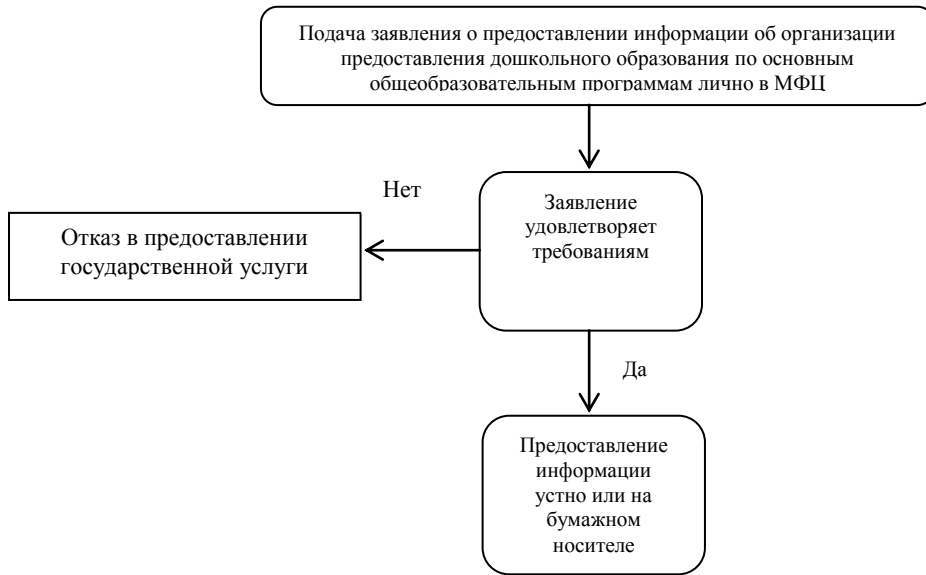 Подача заявления о предоставлении информации об организации
предоставления дошкольного образования по основным
общеобразовательным программам лично в МФЦ
Нет
Заявление
удовлетворяет
требованиям
Отказ в предоставлении
государственной услуги
Да
Предоставление
информации
устно или на
бумажном
носителе